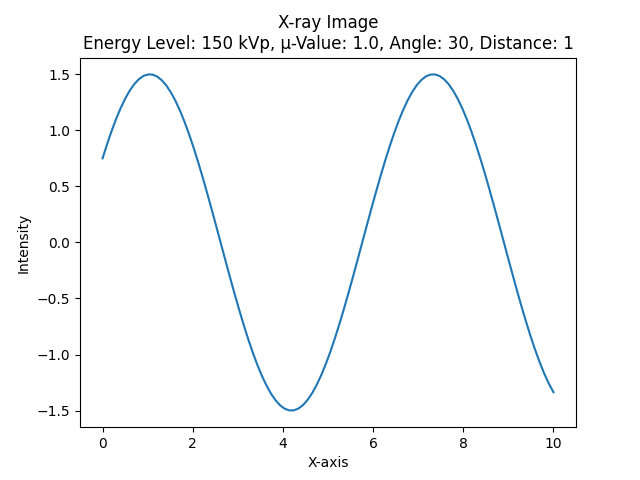 X-ray Image
Energy Level: 150 kVp, μ-Value: 1.0, Angle: 30, Distance: 1
1.5
1.0
0.5
0.0
−0.5
−1.0
−1.5
Intensity
0 2 4 6 8 10
X-axis